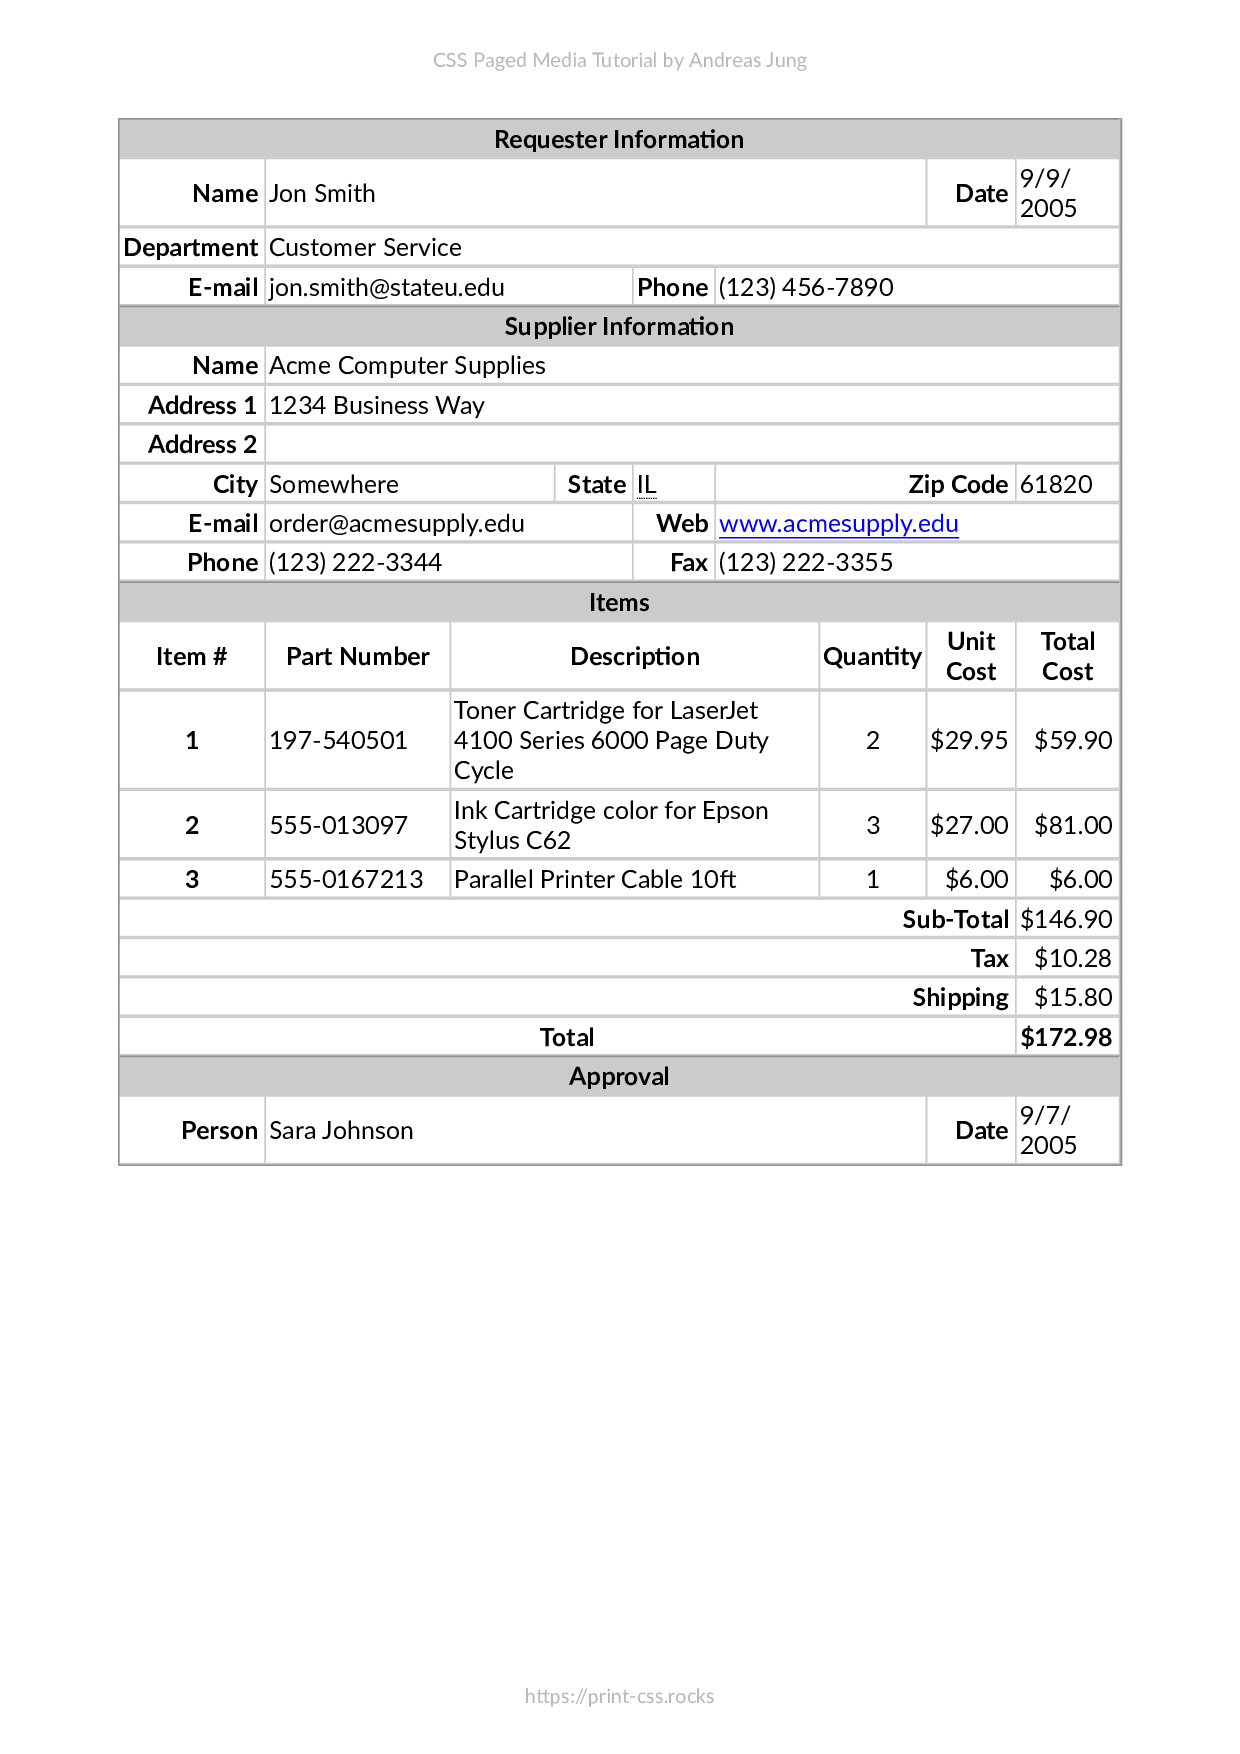 CSS Paged Media Tutorial by Andreas Jung
Requester Information
Name Jon Smith Date 9/9/
2005
Department Customer Service
E-mail jon.smith@stateu.edu Phone (123) 456-7890
Supplier Information
Name Acme Computer Supplies
Address 1 1234 Business Way
Address 2
City Somewhere State IL Zip Code 61820
E-mail order@acmesupply.edu Web www.acmesupply.edu
Phone (123) 222-3344 Fax (123) 222-3355
Items
Item # Part Number Description Quantity Unit
Cost Total
Cost
1 197-540501 Toner Cartridge for LaserJet
4100 Series 6000 Page Duty
Cycle 2 $29.95 $59.90
2 555-013097 Ink Cartridge color for Epson
Stylus C62 3 $27.00 $81.00
3 555-0167213 Parallel Printer Cable 10ft 1 $6.00 $6.00
Sub-Total $146.90
Tax $10.28
Shipping $15.80
Total $172.98
Approval
Person Sara Johnson Date 9/7/
2005
https://print-css.rocks